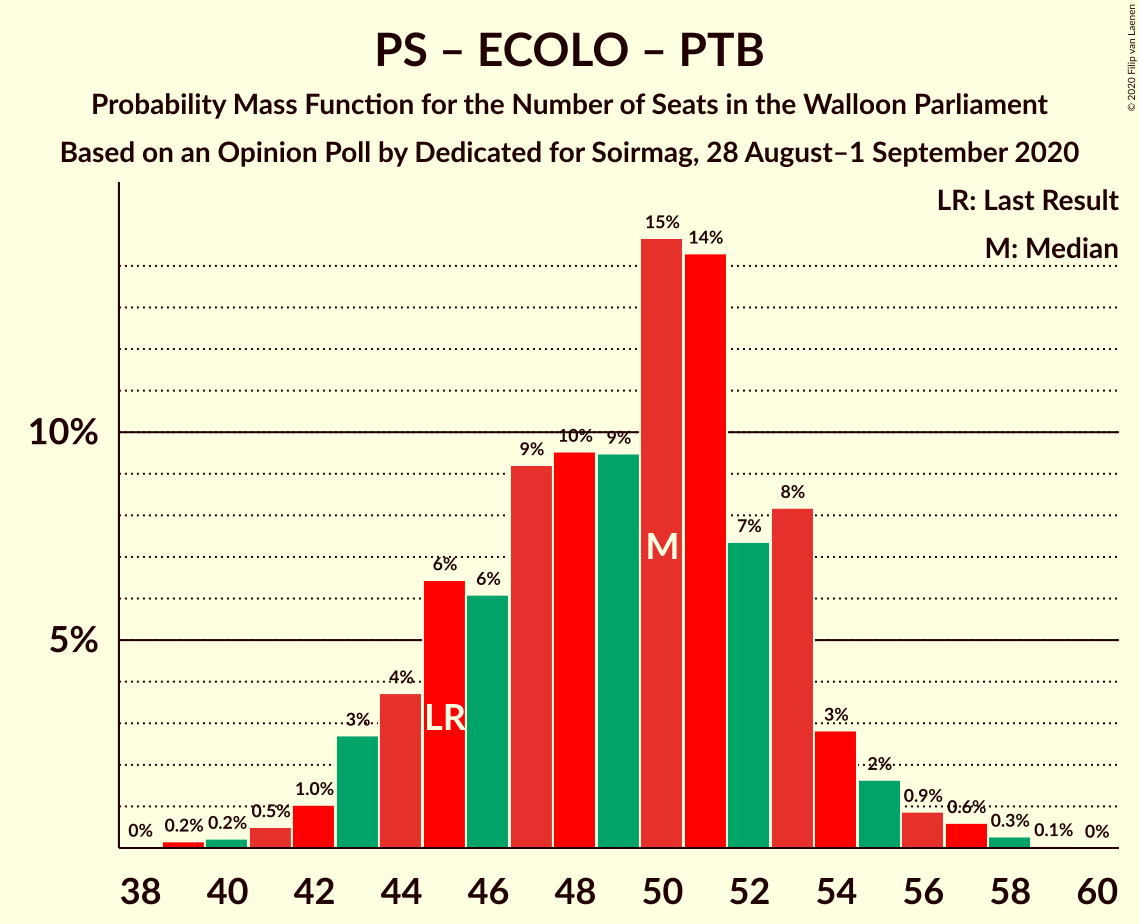 PS – ECOLO – PTB
Probability Mass Function for the Number of Seats in the Walloon Parliament
Based on an Opinion Poll by Dedicated for Soirmag, 28 August–1 September 2020
© 2020 Filip van Laenen
LR: Last Result
M: Median
10%
5%
0% 0.2% 0.2% 0.5% 1.0% 3% 4% 6% 6% 9% 10% 9% 15% 14% 7% 8% 3% 2% 0.9% 0.6% 0.3% 0.1% 0%
LR
M
38 40 42 44 46 48 50 52 54 56 58 60